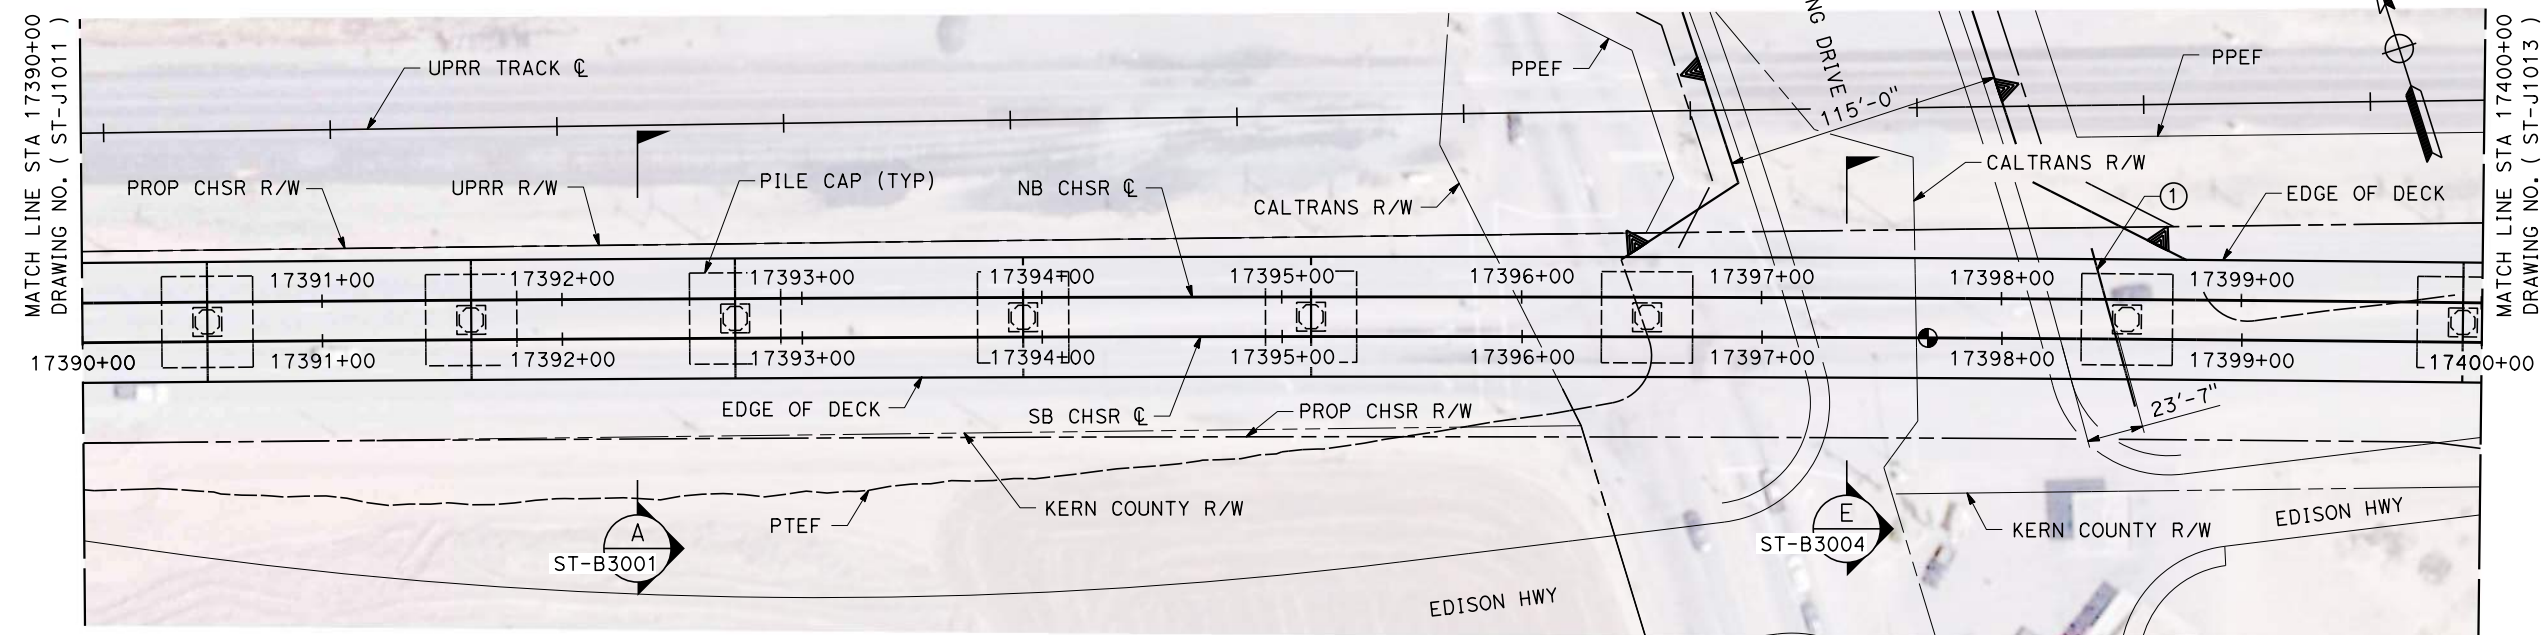 MATCH LINE STA 17390+00
DRAWING NO. ( ST-J1011 )
UPRR TRACK ℄
PROP CHSR R/W
UPRR R/W
PILE CAP (TYP)
NB CHSR ℄
CALTRANS R/W
PPEF
DRIVE
115'-0"
CALTRANS R/W
PPEF
1
EDGE OF DECK
MATCH LINE STA 17400+00
DRAWING NO. ( ST-J1013 )
17391+00
17392+00
17393+00
17394+00
17395+00
17396+00
17397+00
17398+00
17399+00
17390+00
17391+00
17392+00
17393+00
17394+00
17395+00
17396+00
17397+00
17398+00
17399+00
17400+00
EDGE OF DECK
SB CHSR ℄
PROP CHSR R/W
23'-7"
PTEF
KERN COUNTY R/W
A
ST-B3001
E
ST-B3004
KERN COUNTY R/W
EDISON HWY
EDISON HWY